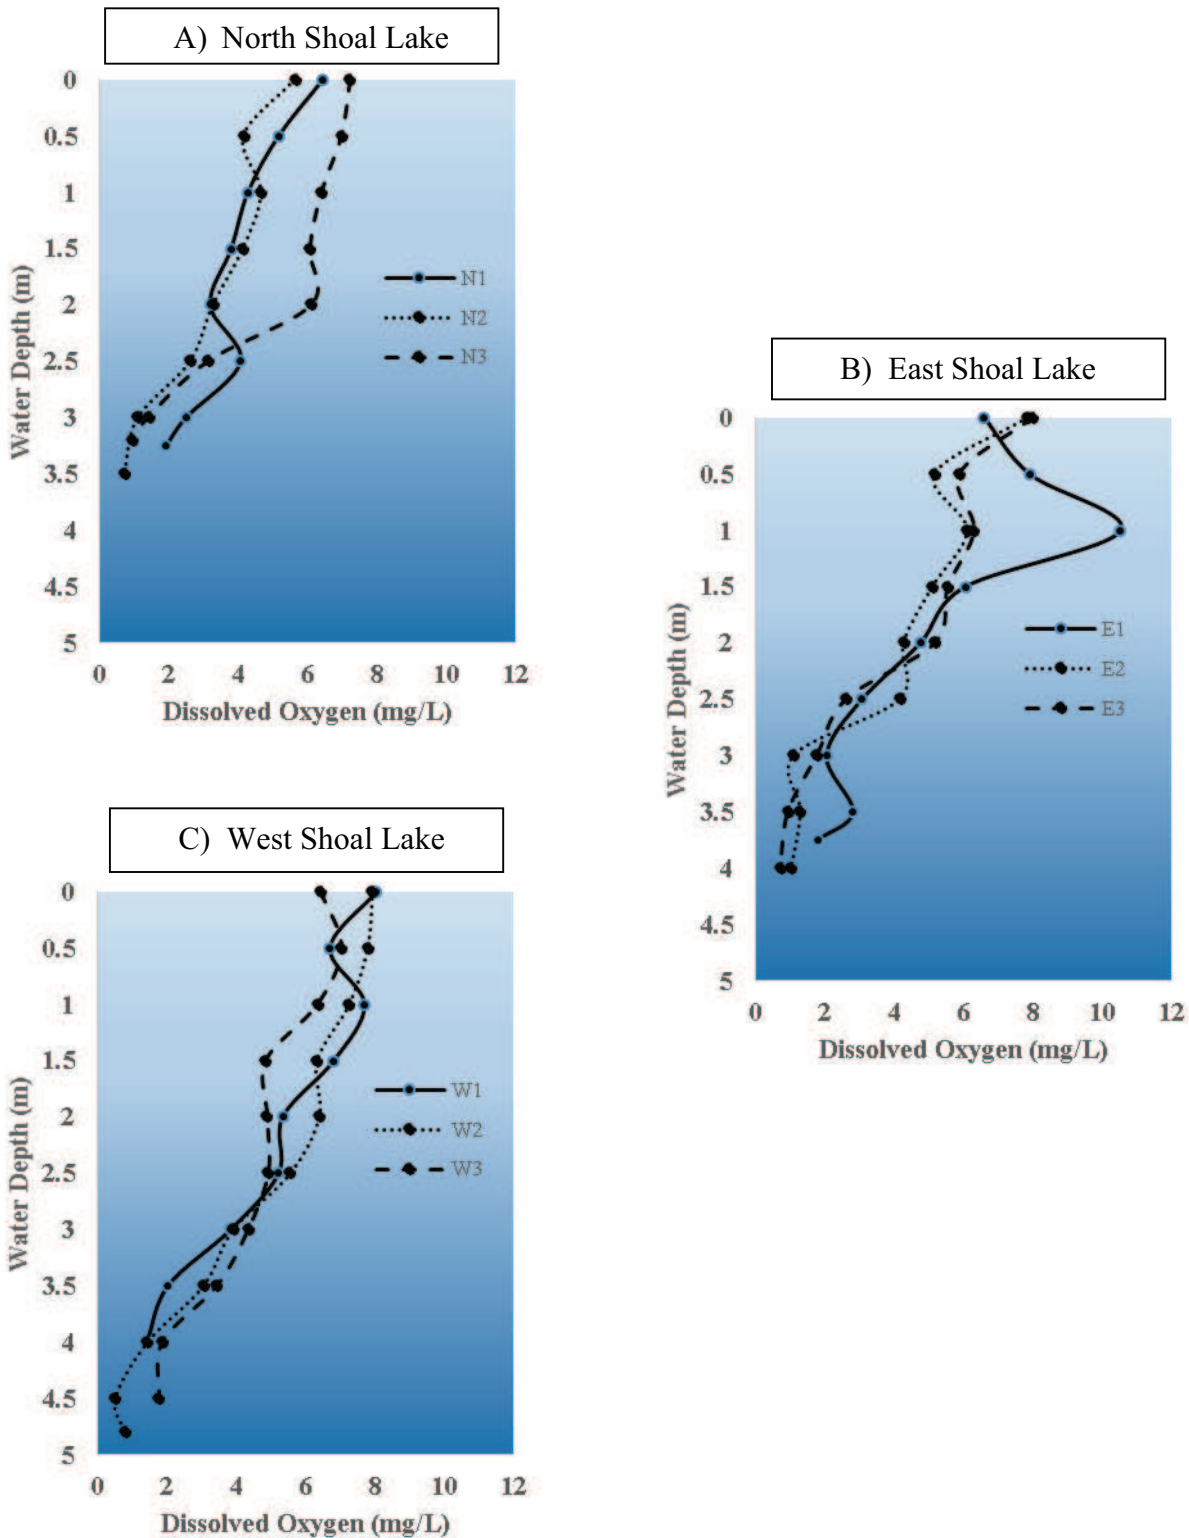 A) North Shoal Lake
0
0.5
1
1.5
2
2.5
3
3.5
4
4.5
5
Water Depth (m)
N1
N2
N3
0 2 4 6 8 10 12
Dissolved Oxygen (mg/L)
B) East Shoal Lake
0
0.5
1
1.5
2
2.5
3
3.5
4
4.5
5
Water Depth (m)
E1
E2
E3
0 2 4 6 8 10 12
Dissolved Oxygen (mg/L)
C) West Shoal Lake
0
0.5
1
1.5
2
2.5
3
3.5
4
4.5
5
Water Depth (m)
W1
W2
W3
0 2 4 6 8 10 12
Dissolved Oxygen (mg/L)